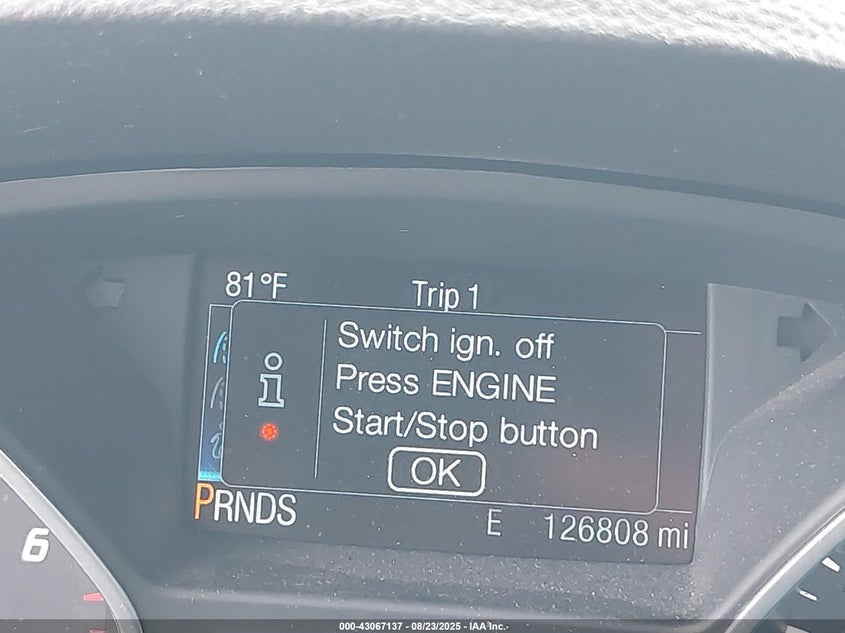 81°F Trip 1
Switch ign. off
Press ENGINE
Start/Stop button
OK
PRNDS E 126808 mi
6
000-43067137 - 08/23/2025 - IAA Inc.